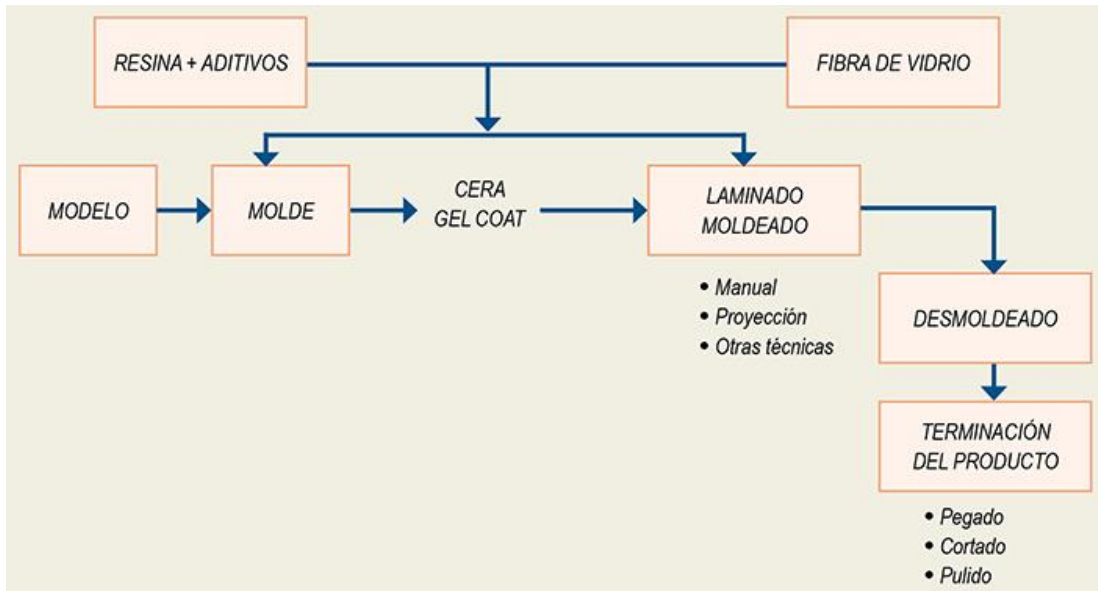 RESINA + ADITIVOS
FIBRA DE VIDRIO
MODELO
MOLDE
CERA
GEL COAT
LAMINADO
MOLDEADO
• Manual
• Proyección
• Otras técnicas
DESMOLDEADO
TERMINACIÓN
DEL PRODUCTO
• Pegado
• Cortado
• Pulido